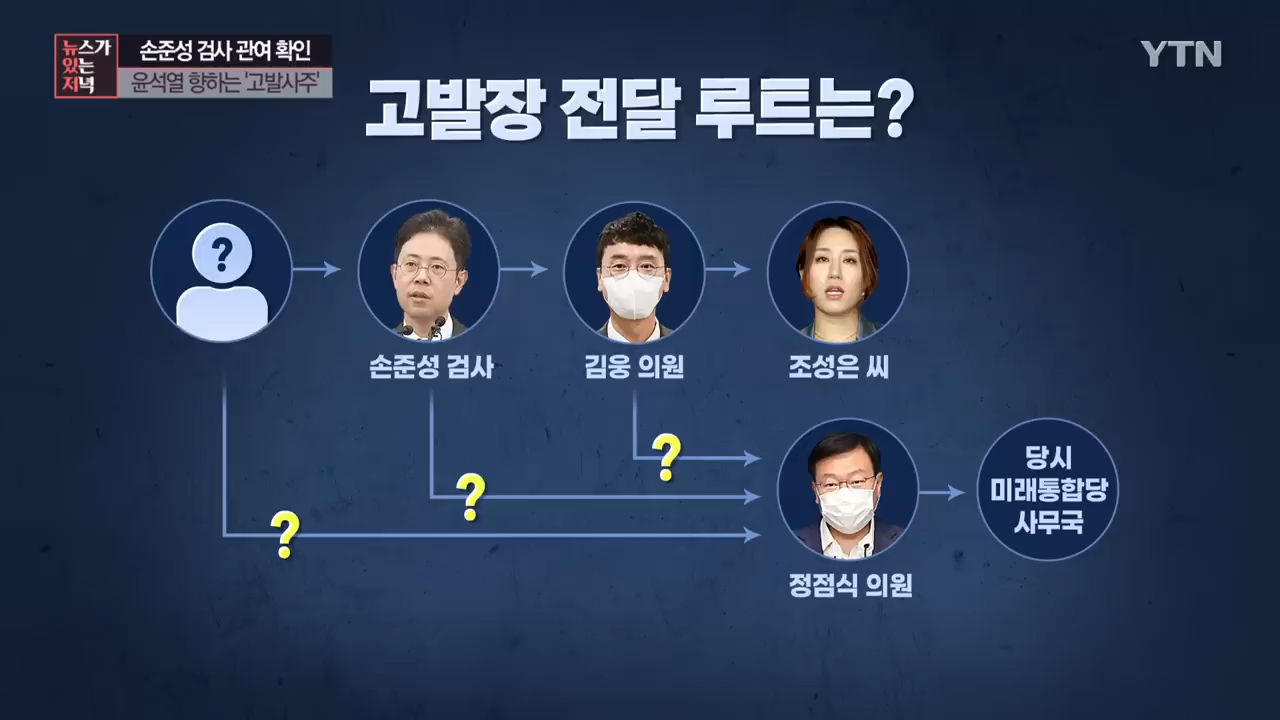 뉴스가
있는
저녁
손준성 검사 관여 확인
윤석열 향하는 '고발사주'
YTN
고발장 전달 루트는?
?
손준성 검사
김웅 의원
조성은 씨
?
?
?
당시
미래통합당
사무국
정점식 의원